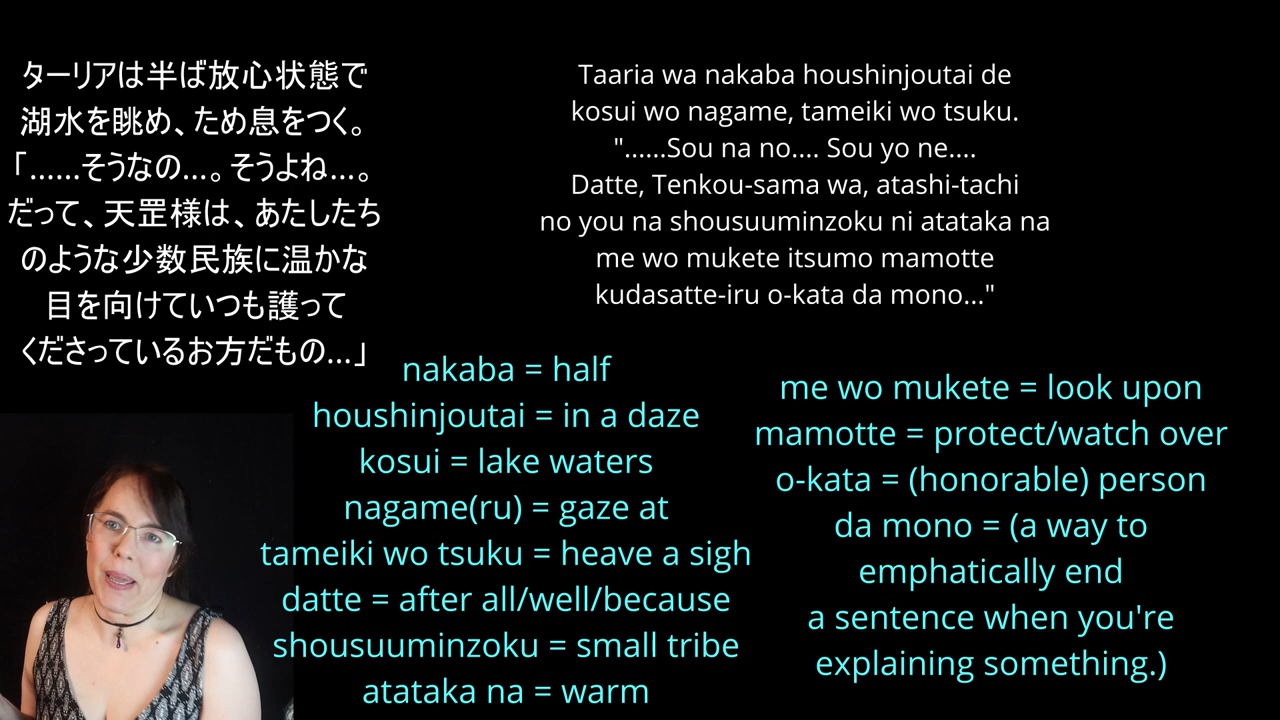 ターリアは半ば放心状態で
湖水を眺め、ため息をつく。
「……そうなの…。そうよね…。
だって、天罡様は、あたしたち
のような少数民族に温かな
目を向けていつも護って
くださっているお方だもの…」
Taaria wa nakaba houshinjoutai de
kosui wo nagame, tameiki wo tsuku.
"......Sou na no.... Sou yo ne....
Datte, Tenkou-sama wa, atashi-tachi
no you na shousuuminzoku ni atataka na
me wo mukete itsumo mamotte
kudasatte-iru o-kata da mono..."
nakaba = half
houshinjoutai = in a daze
kosui = lake waters
nagame(ru) = gaze at
tameiki wo tsuku = heave a sigh
datte = after all/well/because
shousuuminzoku = small tribe
atataka na = warm
me wo mukete = look upon
mamotte = protect/watch over
o-kata = (honorable) person
da mono = (a way to
emphatically end
a sentence when you're
explaining something.)